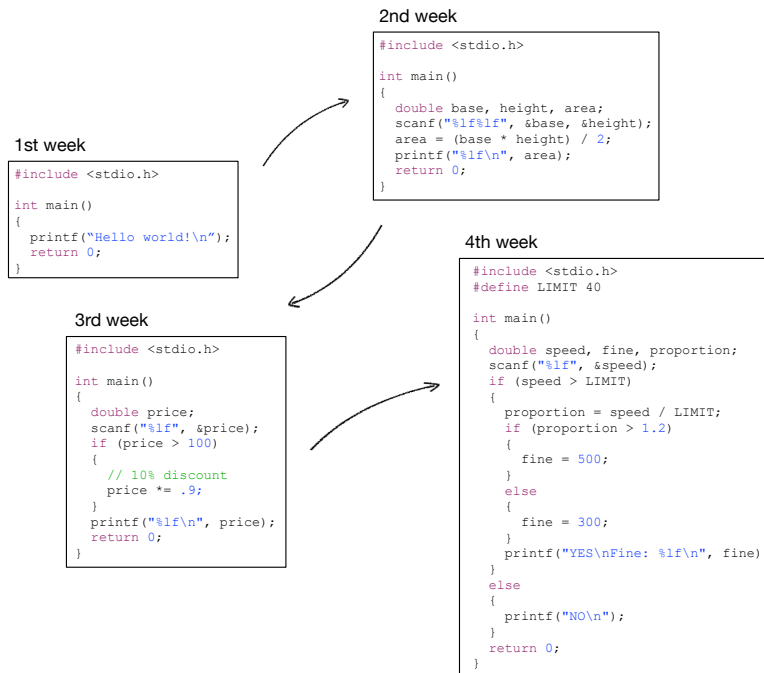 1st week
#include <stdio.h>
int main()
{
  printf(“Hello world!\n”);
  return 0;
}
2nd week
#include <stdio.h>
int main()
{
  double base, height, area;
  scanf("%lf%lf", &base, &height);
  area = (base * height) / 2;
  printf("%lf\n", area);
  return 0;
}
3rd week
#include <stdio.h>
int main()
{
  double price;
  scanf("%lf", &price);
  if (price > 100)
  {
    // 10% discount
    price *= .9;
  }
  printf("%lf\n", price);
  return 0;
}
4th week
#include <stdio.h>
#define LIMIT 40
int main()
{
  double speed, fine, proportion;
  scanf("%lf", &speed);
  if (speed > LIMIT)
  {
    proportion = speed / LIMIT;
    if (proportion > 1.2)
    {
      fine = 500;
    }
    else
    {
      fine = 300;
    }
    printf("YES\nFine: %lf\n", fine)
  }
  else
  {
    printf("NO\n");
  }
  return 0;
}